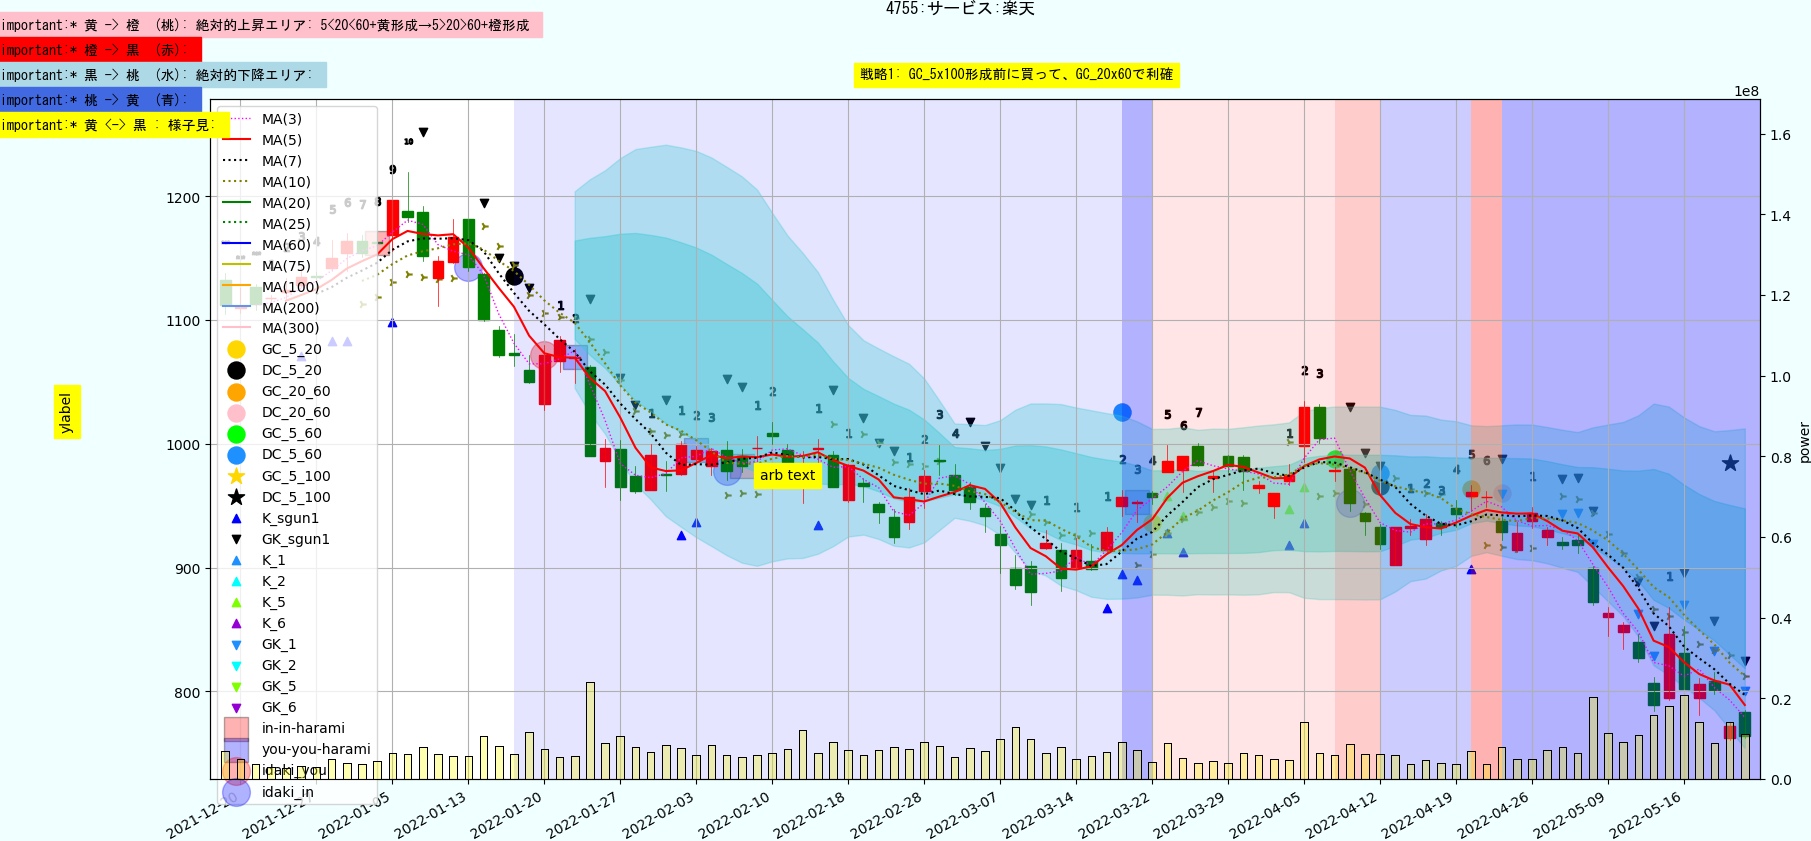 4755:サービス:楽天
important:* 黄 -> 橙 (桃): 絶対的上昇エリア: 5<20<60+黄形成→5>20>60+橙形成
important:* 橙 -> 黒 (赤):
important:* 黒 -> 桃 (水): 絶対的下降エリア:
戦略1: GC_5x100形成前に買って、GC_20x60で利確
important:* 桃 -> 黄 (青):
important:* 黄 <-> 黒 : 様子見:
1e8
MA(3)
MA(5)
MA(7)
MA(10)
MA(20)
MA(25)
MA(60)
MA(75)
MA(100)
MA(200)
MA(300)
GC_5_20
DC_5_20
GC_20_60
DC_20_60
GC_5_60
DC_5_60
GC_5_100
DC_5_100
K_sgun1
GK_sgun1
K_1
K_2
K_5
K_6
GK_1
GK_2
GK_5
GK_6
in-in-harami
you-you-harami
idaki_you
idaki_in
1200
1100
1000
900
800
ylabel
arb text
1.6
1.4
1.2
1.0
0.8
0.6
0.4
0.2
0.0
power
2022-01-05
2022-01-13
2022-01-20
2022-01-27
2022-02-03
2022-02-10
2022-02-18
2022-02-28
2022-03-07
2022-03-14
2022-03-22
2022-03-29
2022-04-05
2022-04-12
2022-04-19
2022-04-26
2022-05-09
2022-05-16